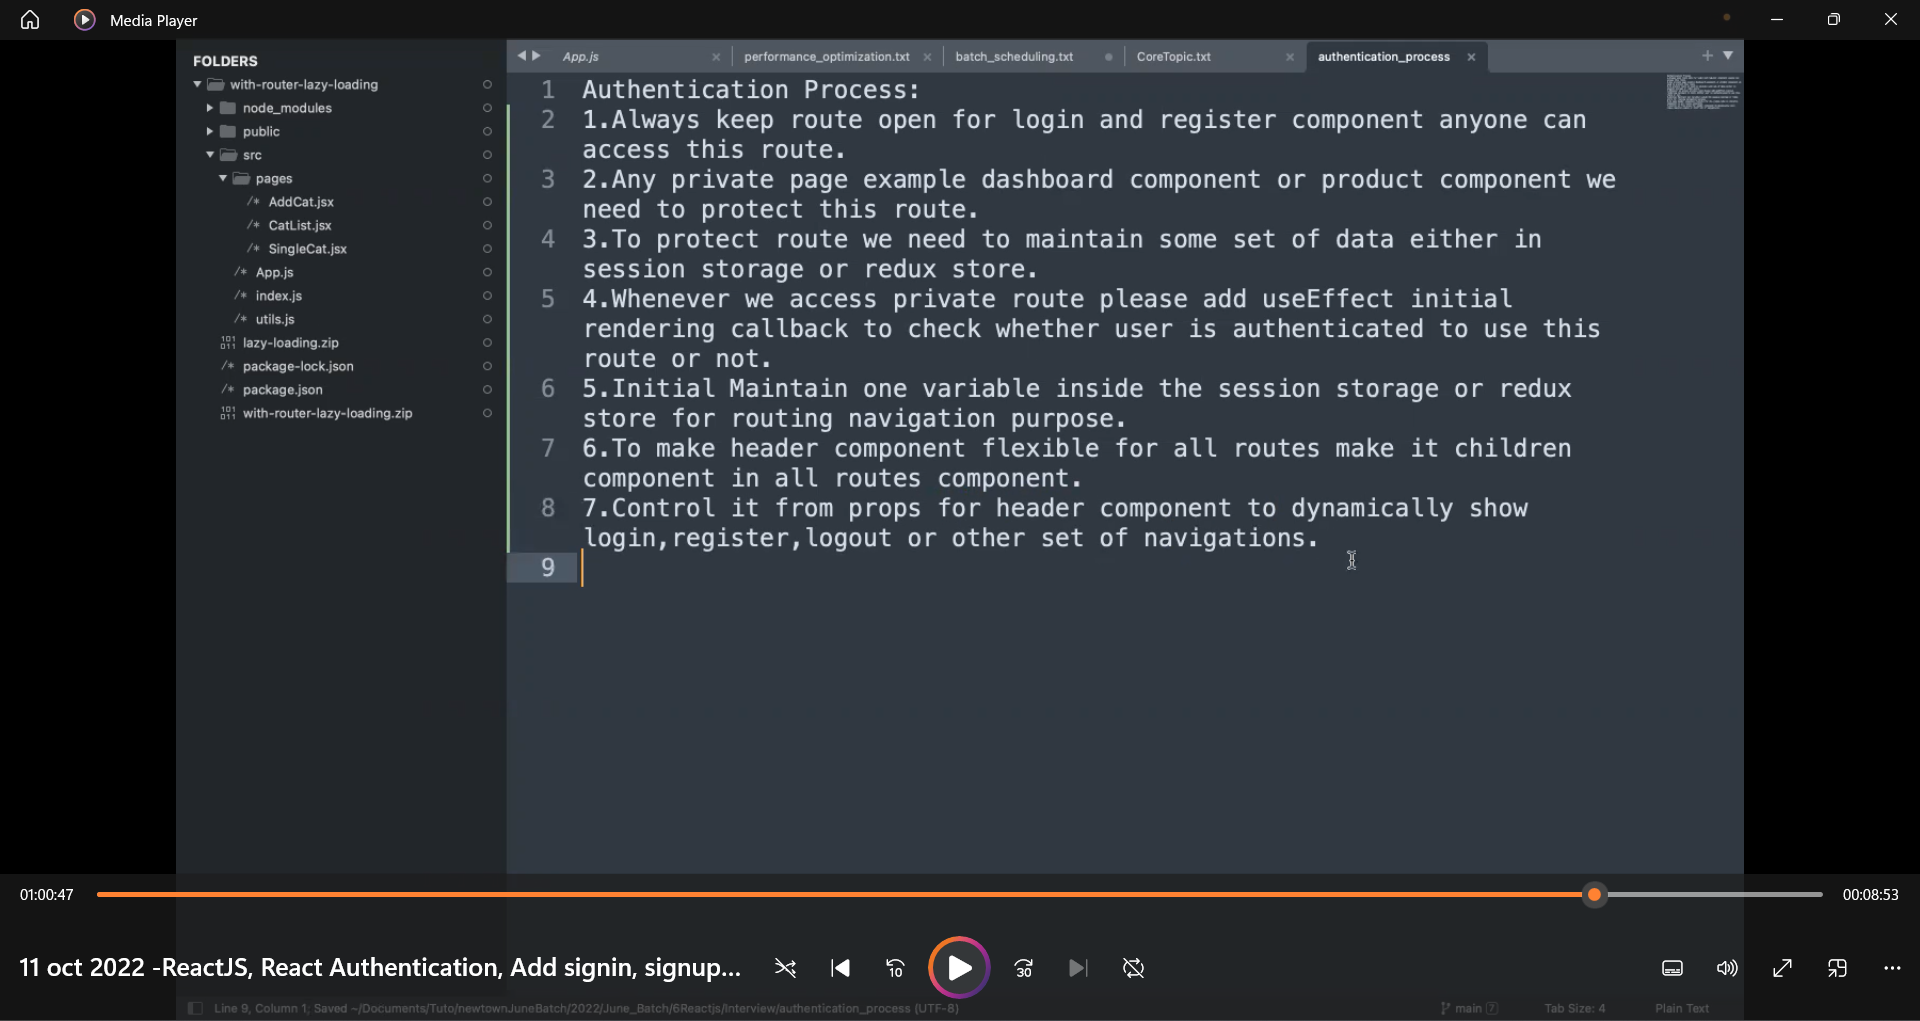 Media Player
FOLDERS
with-router-lazy-loading
node_modules
public
src
pages
/* AddCat.jsx
/* CatList.jsx
/* SingleCat.jsx
/* App.js
/* index.js
/* utils.js
lazy-loading.zip
/* package-lock.json
/* package.json
with-router-lazy-loading.zip
App.js performance_optimization.txt batch_scheduling.txt CoreTopic.txt authentication_process
1 Authentication Process:
2 1.Always keep route open for login and register component anyone can
access this route.
3 2.Any private page example dashboard component or product component we
need to protect this route.
4 3.To protect route we need to maintain some set of data either in
session storage or redux store.
5 4.Whenever we access private route please add useEffect initial
rendering callback to check whether user is authenticated to use this
route or not.
6 5.Initial Maintain one variable inside the session storage or redux
store for routing navigation purpose.
7 6.To make header component flexible for all routes make it children
component in all routes component.
8 7.Control it from props for header component to dynamically show
login,register,logout or other set of navigations.
9
01:00:47 00:08:53
11 oct 2022 -ReactJS, React Authentication, Add signin, signup...
10 30
Line 9, Column 1; Saved ~/Documents/Tuto/newtownJuneBatch/2022/June_Batch/6Reactjs/Interview/authentication_process (UTF-8) main 7 Tab Size: 4 Plain Text